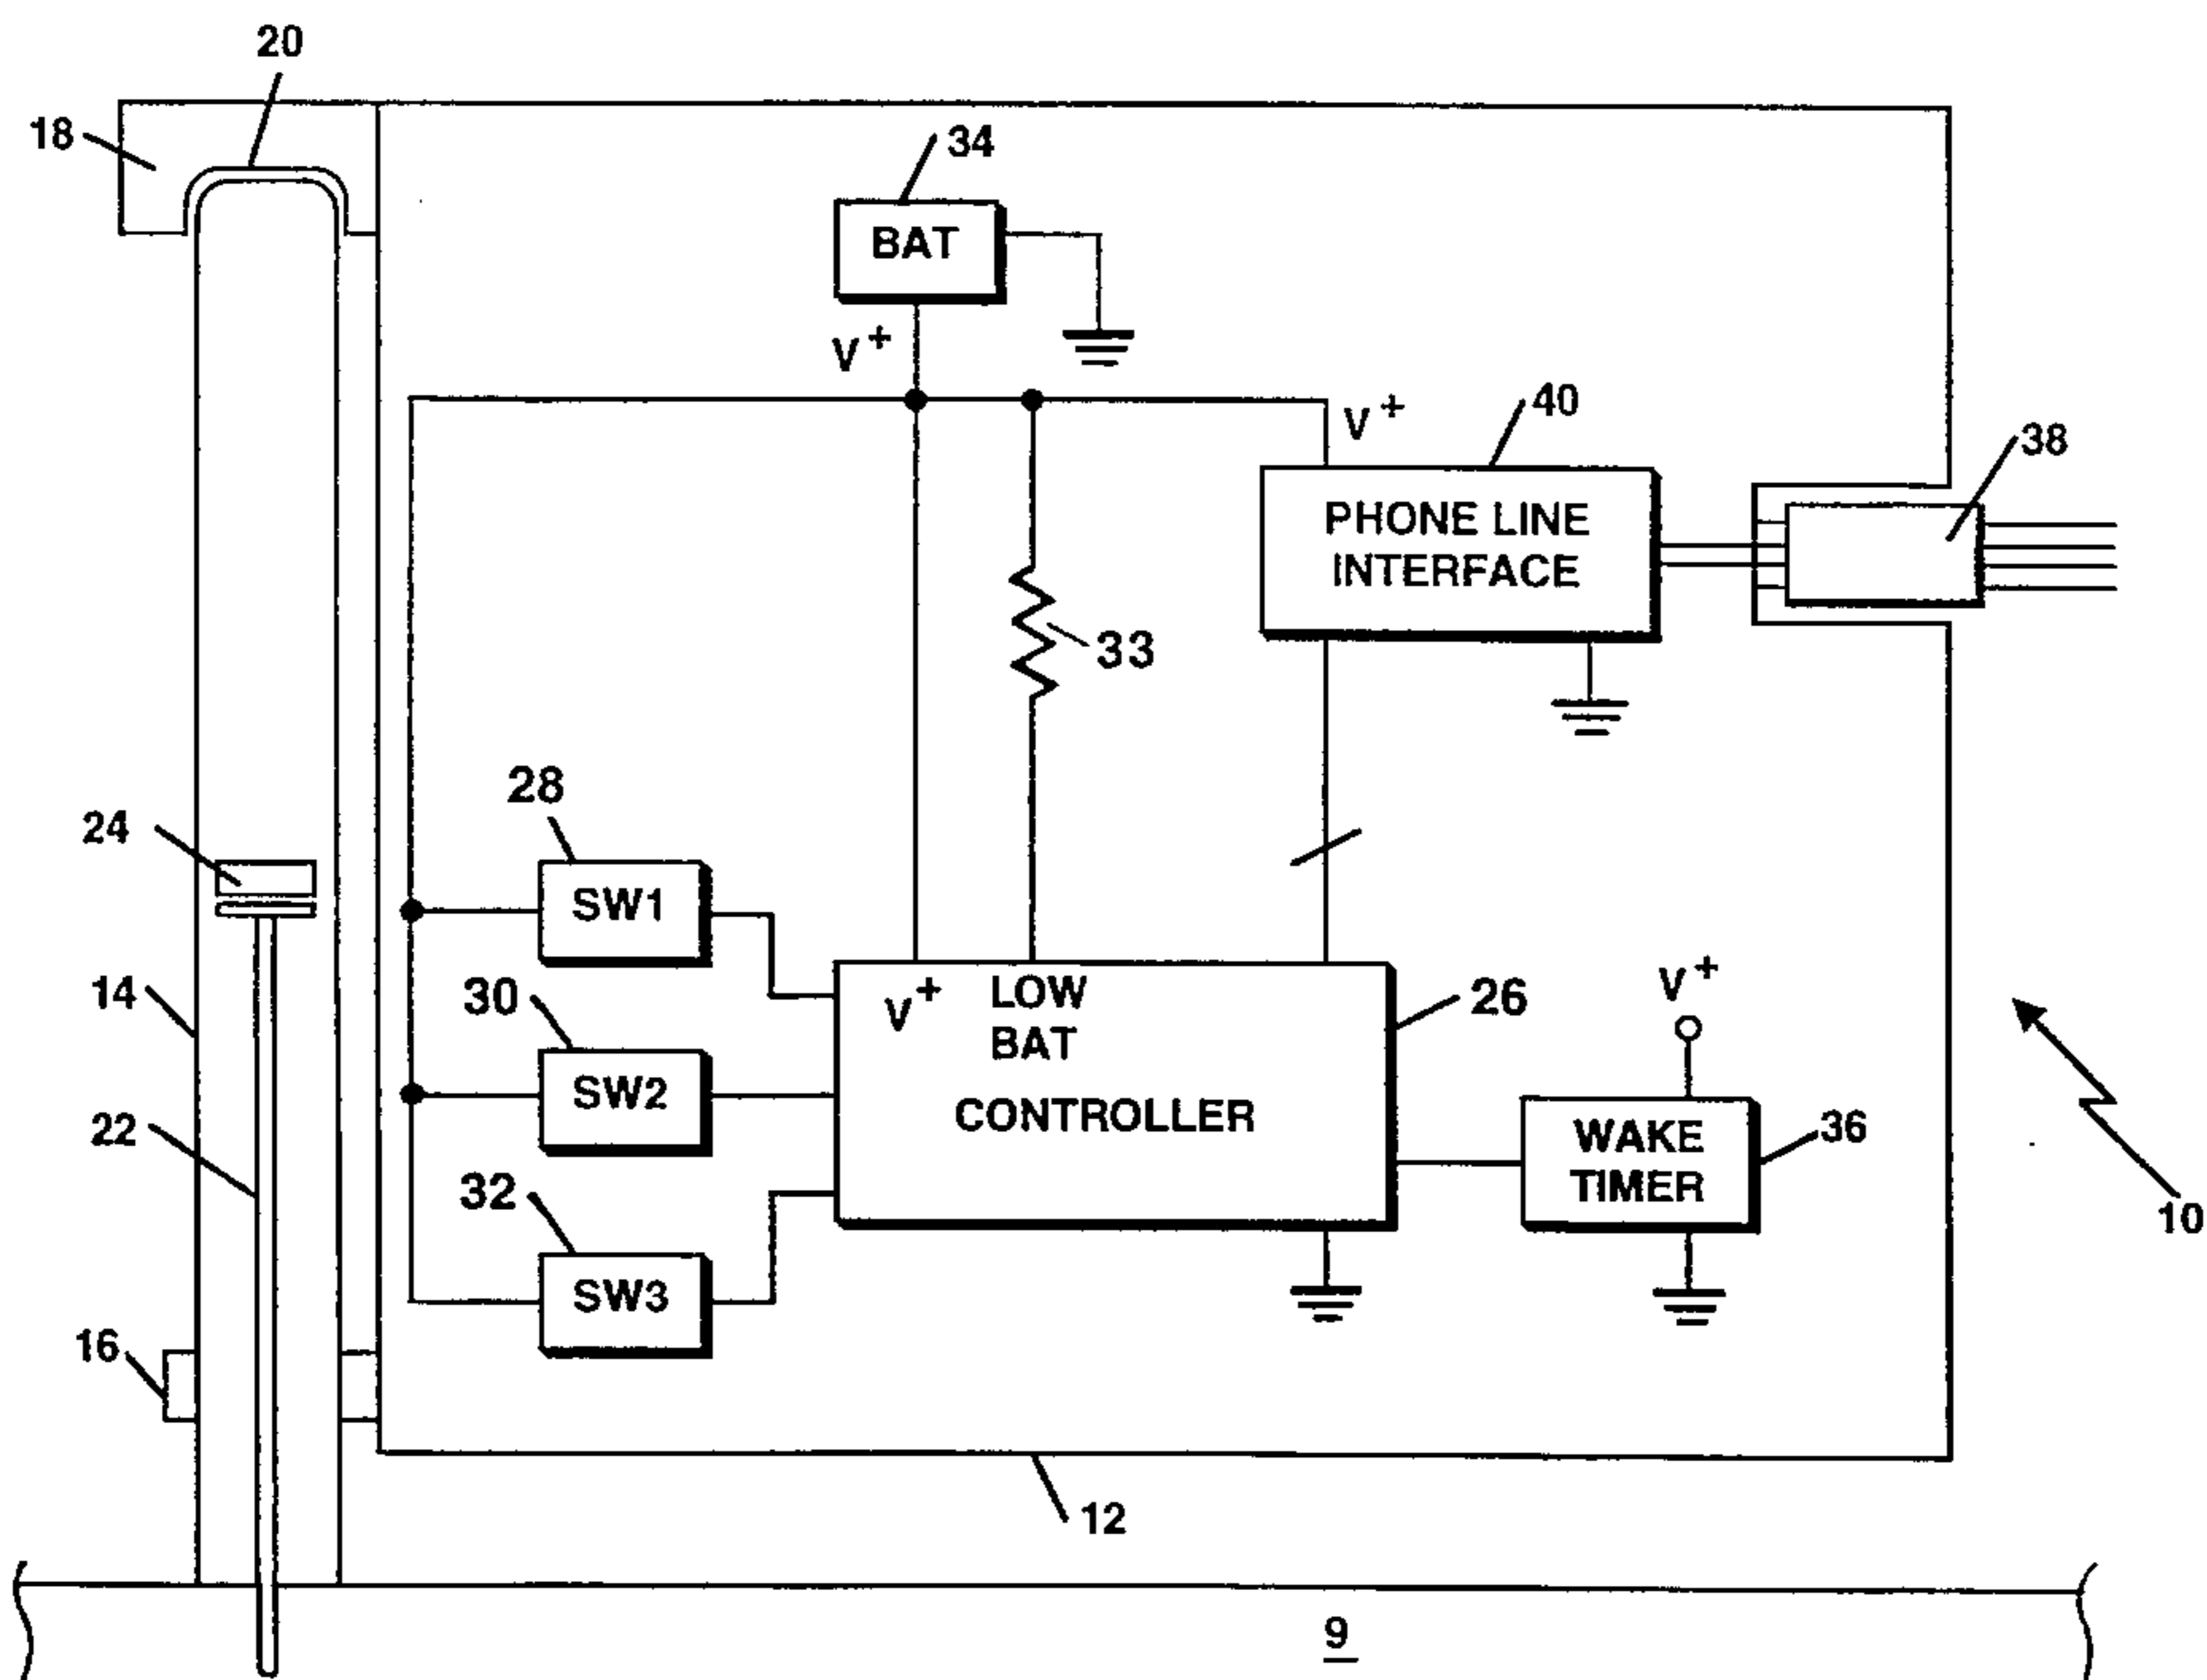 20
18
34
BAT
V+
V+
40
38
PHONE LINE
INTERFACE
33
28
24
SW1
14
30
V+
LOW
BAT
26
V+
SW2
CONTROLLER
22
WAKE
TIMER
36
32
10
SW3
16
12
9